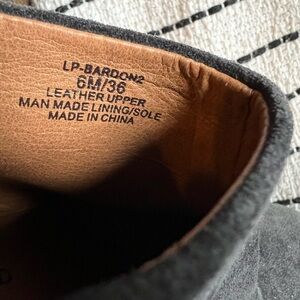 LP-BARDON2
6M/36
LEATHER UPPER
MAN MADE LINING/SOLE
MADE IN CHINA